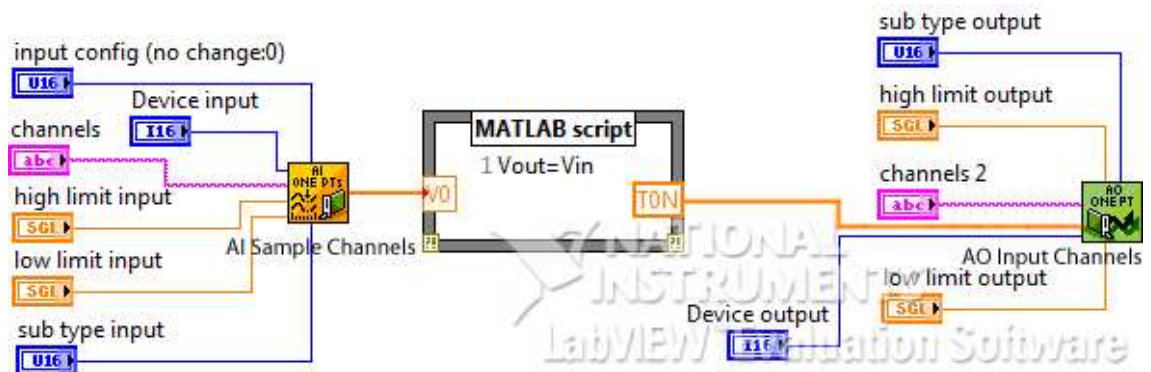 input config (no change:0)
U16
Device input
I16
channels
abc
high limit input
SGL
low limit input
SGL
sub type input
U16
AI
ONE PTs
AI Sample Channels
MATLAB script
1 Vout=Vin
V0
TON
sub type output
U16
high limit output
SGL
channels 2
abc
AO
ONE PT
AO Input Channels
low limit output
SGL
Device output
I16
NATIONAL
INSTRUMENTS
LabVIEW Evaluation Software